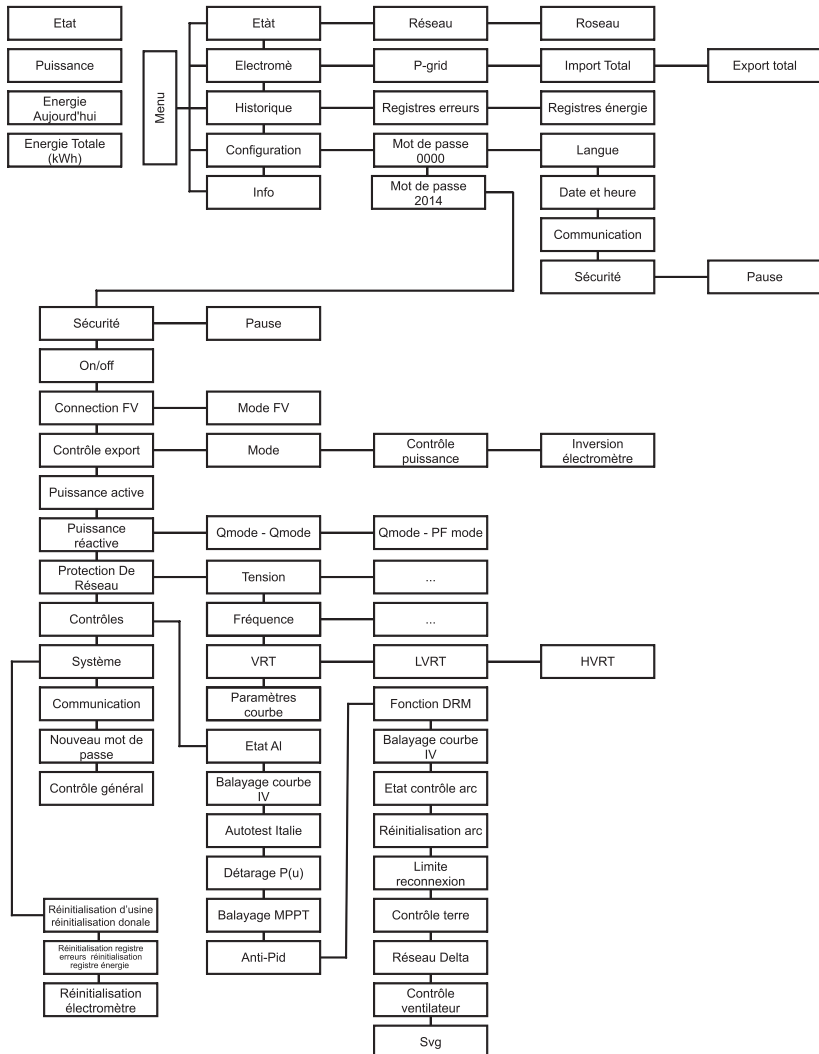 Etat
Etàt
Réseau
Roseau
Puissance
Menu
Electromè
P-grid
Import Total
Export total
Energie
Aujourd'hui
Historique
Registres erreurs
Registres énergie
Energie Totale
(kWh)
Configuration
Mot de passe
0000
Langue
Info
Mot de passe
2014
Date et heure
Communication
Sécurité
Pause
Sécurité
Pause
On/off
Connection FV
Mode FV
Contrôle export
Mode
Contrôle
puissance
Inversion
électromètre
Puissance active
Puissance
réactive
Qmode - Qmode
Qmode - PF mode
Protection De
Réseau
Tension
...
Contrôles
Fréquence
...
Système
VRT
LVRT
HVRT
Communication
Paramètres
courbe
Fonction DRM
Nouveau mot de
passe
Etat AI
Balayage courbe
IV
Contrôle général
Balayage courbe
IV
Etat contrôle arc
Autotest Italie
Réinitialisation arc
Détarage P(u)
Limite
reconnexion
Réinitialisation d'usine
réinitialisation donale
Balayage MPPT
Contrôle terre
Réinitialisation registre
erreurs réinitialisation
registre énergie
Anti-Pid
Réseau Delta
Réinitialisation
électromètre
Contrôle
ventilateur
Svg